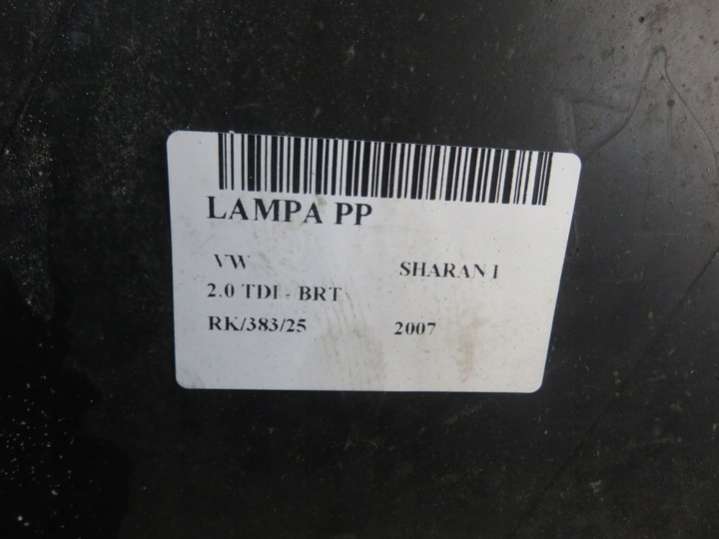 LAMPA PP
VW SHARAN I
2.0 TDI - BRT
RK/383/25 2007